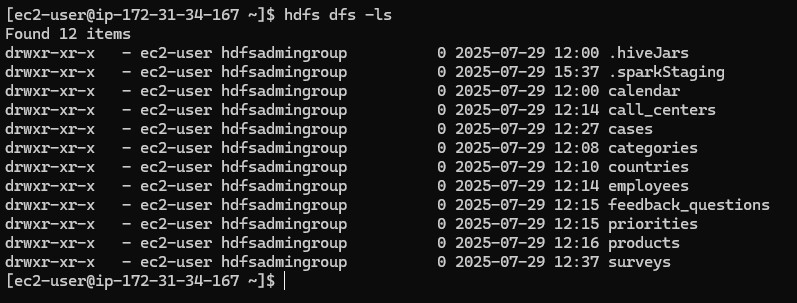 [ec2-user@ip-172-31-34-167 ~]$ hdfs dfs -ls
Found 12 items
drwxr-xr-x   - ec2-user hdfsadmingroup          0 2025-07-29 12:00 .hiveJars
drwxr-xr-x   - ec2-user hdfsadmingroup          0 2025-07-29 15:37 .sparkStaging
drwxr-xr-x   - ec2-user hdfsadmingroup          0 2025-07-29 12:00 calendar
drwxr-xr-x   - ec2-user hdfsadmingroup          0 2025-07-29 12:14 call_centers
drwxr-xr-x   - ec2-user hdfsadmingroup          0 2025-07-29 12:27 cases
drwxr-xr-x   - ec2-user hdfsadmingroup          0 2025-07-29 12:08 categories
drwxr-xr-x   - ec2-user hdfsadmingroup          0 2025-07-29 12:10 countries
drwxr-xr-x   - ec2-user hdfsadmingroup          0 2025-07-29 12:14 employees
drwxr-xr-x   - ec2-user hdfsadmingroup          0 2025-07-29 12:15 feedback_questions
drwxr-xr-x   - ec2-user hdfsadmingroup          0 2025-07-29 12:15 priorities
drwxr-xr-x   - ec2-user hdfsadmingroup          0 2025-07-29 12:16 products
drwxr-xr-x   - ec2-user hdfsadmingroup          0 2025-07-29 12:37 surveys
[ec2-user@ip-172-31-34-167 ~]$